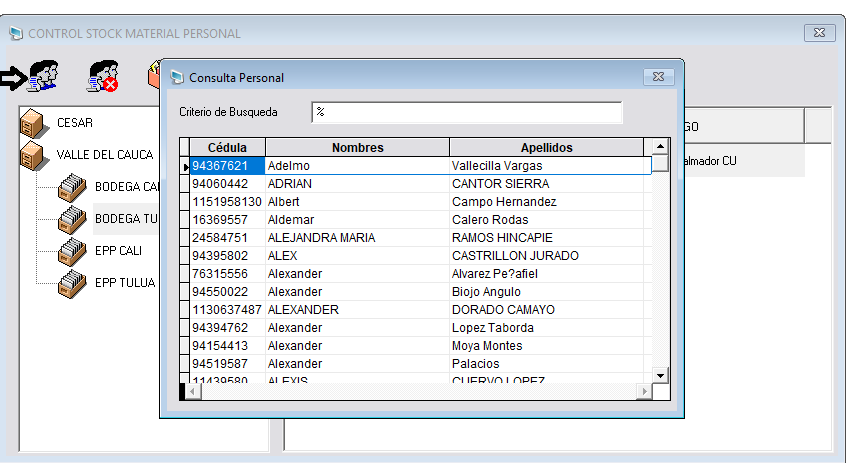 CONTROL STOCK MATERIAL PERSONAL
Consulta Personal
Criterio de Busqueda %
Cédula Nombres Apellidos
94367621 Adelmo Vallecilla Vargas
94060442 ADRIAN CANTOR SIERRA
1151958130 Albert Campo Hernandez
16369557 Aldemar Calero Rodas
24584751 ALEJANDRA MARIA RAMOS HINCAPIE
94395802 ALEX CASTRILLON JURADO
76315556 Alexander Alvarez Pe?afiel
94550022 Alexander Biojo Angulo
1130637487 ALEXANDER DORADO CAMAYO
94394762 Alexander Lopez Taborda
94154413 Alexander Moya Montes
94519587 Alexander Palacios
11439580 ALEXIS CUERVO LOPEZ
CESAR
VALLE DEL CAUCA
BODEGA CA
BODEGA TU
EPP CALI
EPP TULUA
GO
almador CU